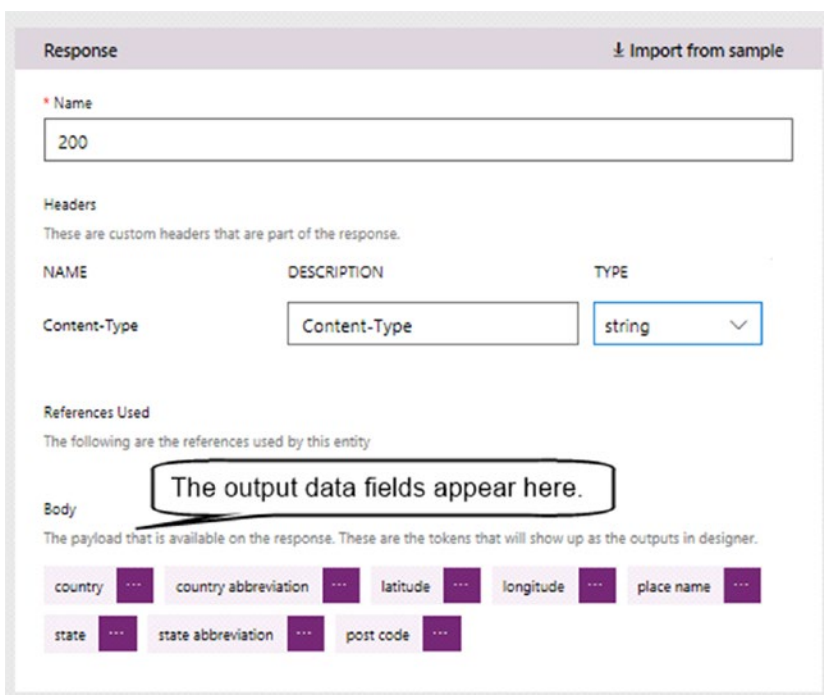 Response Import from sample
* Name
200
Headers
These are custom headers that are part of the response.
NAME DESCRIPTION TYPE
Content-Type Content-Type string
References Used
The following are the references used by this entity
The output data fields appear here.
Body
The payload that is available on the response. These are the tokens that will show up as the outputs in designer.
country ... country abbreviation ... latitude ... longitude ... place name ...
state ... state abbreviation ... post code ...